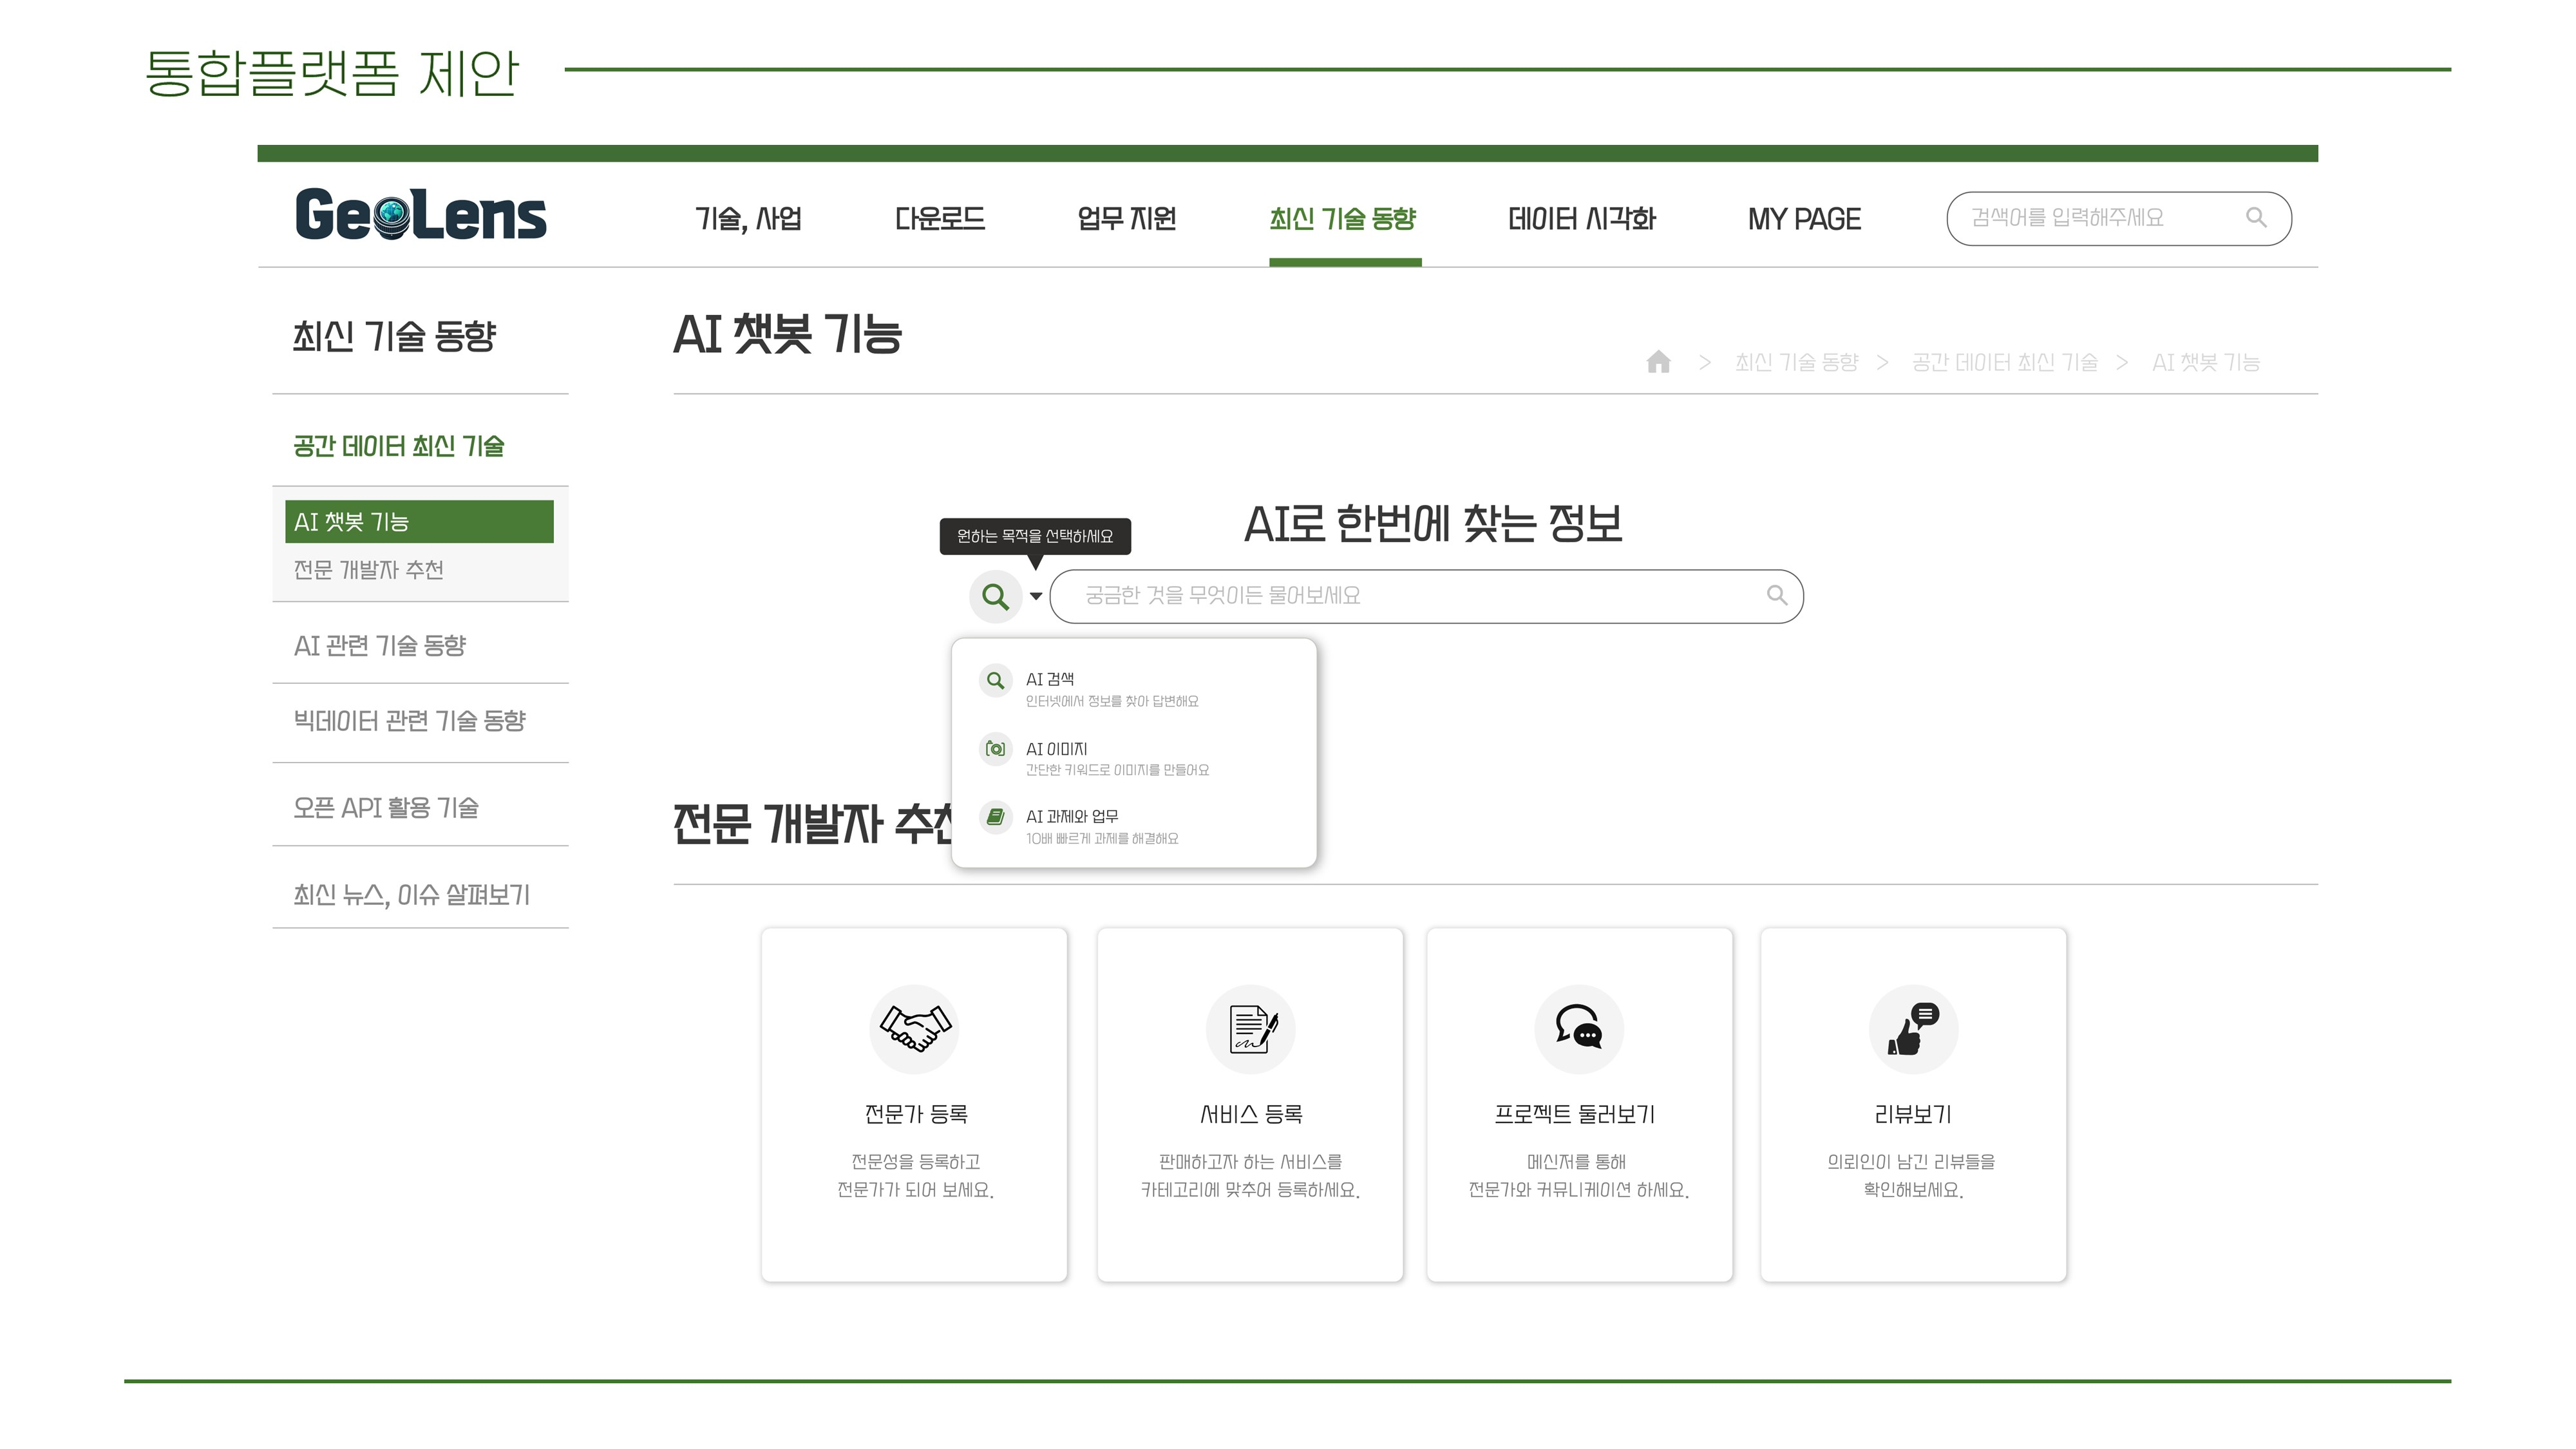 통합플랫폼 제안
GeoLens
기술, 사업
다운로드
업무 지원
최신 기술 동향
데이터 시각화
MY PAGE
검색어를 입력해주세요
최신 기술 동향
공간 데이터 최신 기술
AI 챗봇 기능
전문 개발자 추천
AI 관련 기술 동향
빅데이터 관련 기술 동향
오픈 API 활용 기술
최신 뉴스, 이슈 살펴보기
AI 챗봇 기능
> 최신 기술 동향 > 공간 데이터 최신 기술 > AI 챗봇 기능
AI로 한번에 찾는 정보
원하는 목적을 선택하세요
궁금한 것을 무엇이든 물어보세요
AI 검색
인터넷에서 정보를 찾아 답변해요
AI 이미지
간단한 키워드로 이미지를 만들어요
AI 과제와 업무
10배 빠르게 과제를 해결해요
전문 개발자
전문가 등록
전문성을 등록하고
전문가가 되어 보세요.
서비스 등록
판매하고자 하는 서비스를
카테고리에 맞추어 등록하세요.
프로젝트 둘러보기
메신저를 통해
전문가와 커뮤니케이션 하세요.
리뷰보기
의뢰인이 남긴 리뷰들을
확인해보세요.